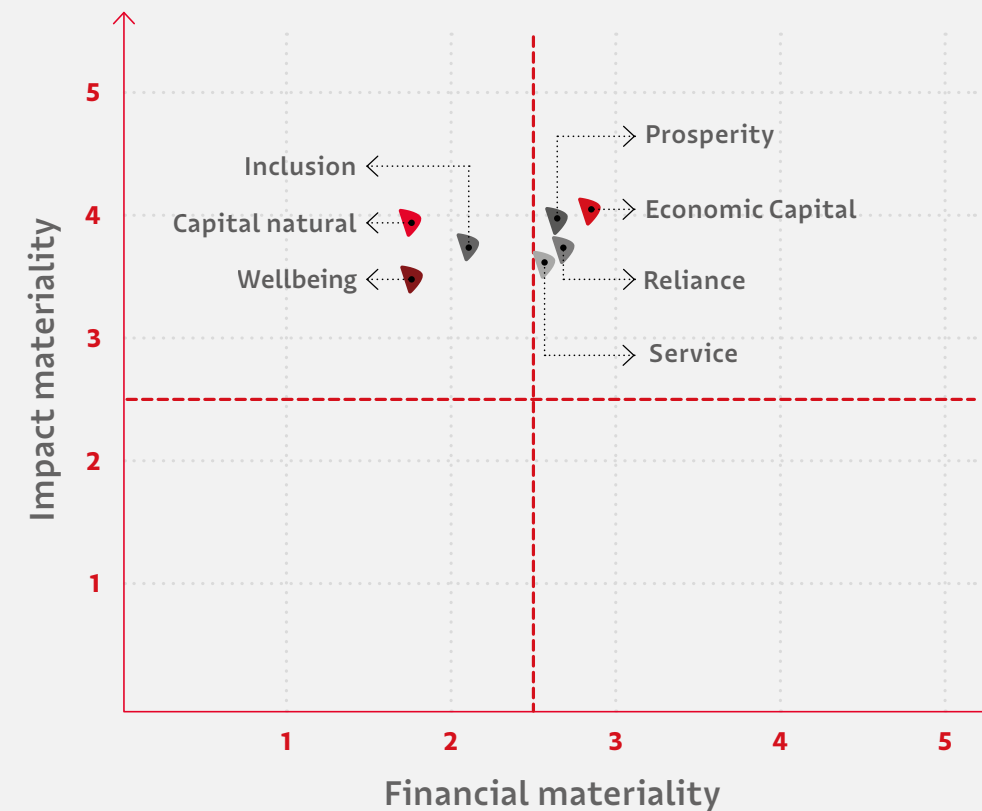 5
Prosperity
Inclusion
4
Capital natural
Economic Capital
Wellbeing
Reliance
3
Service
2
1
Impact materiality
1 2 3 4 5
Financial materiality